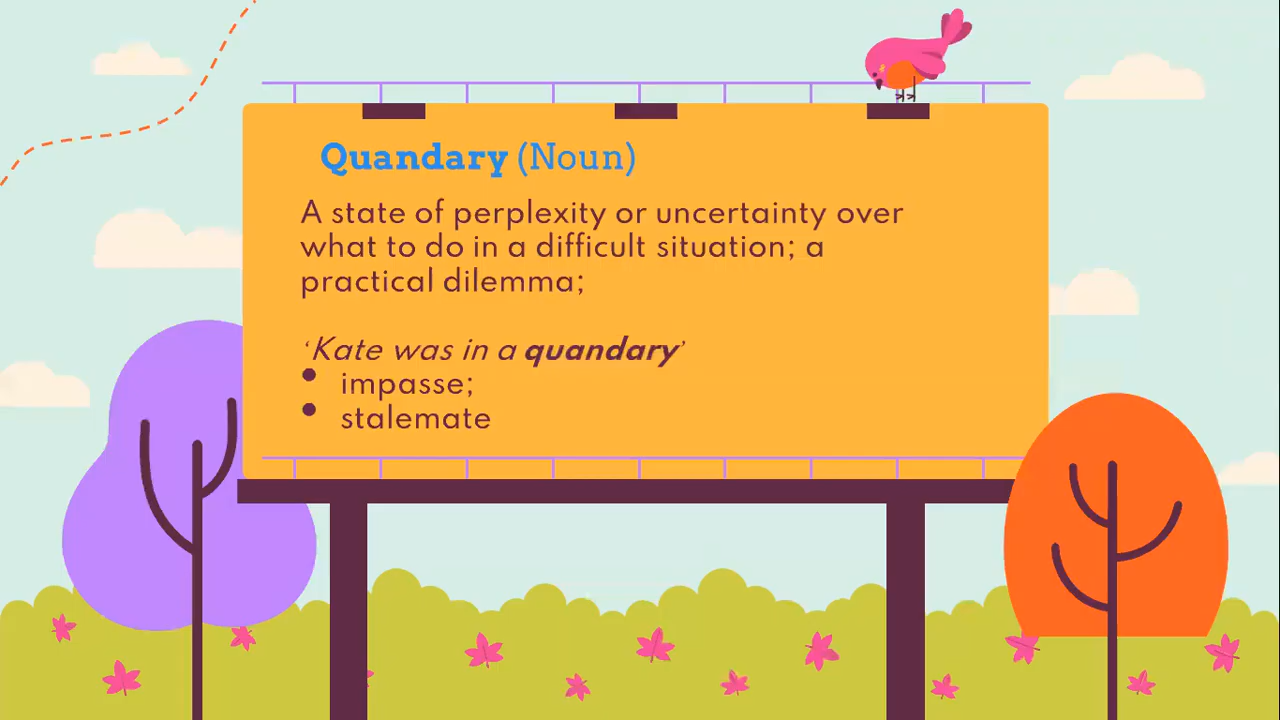 Quandary (Noun)
A state of perplexity or uncertainty over
what to do in a difficult situation; a
practical dilemma;
‘Kate was in a quandary’
• impasse;
• stalemate